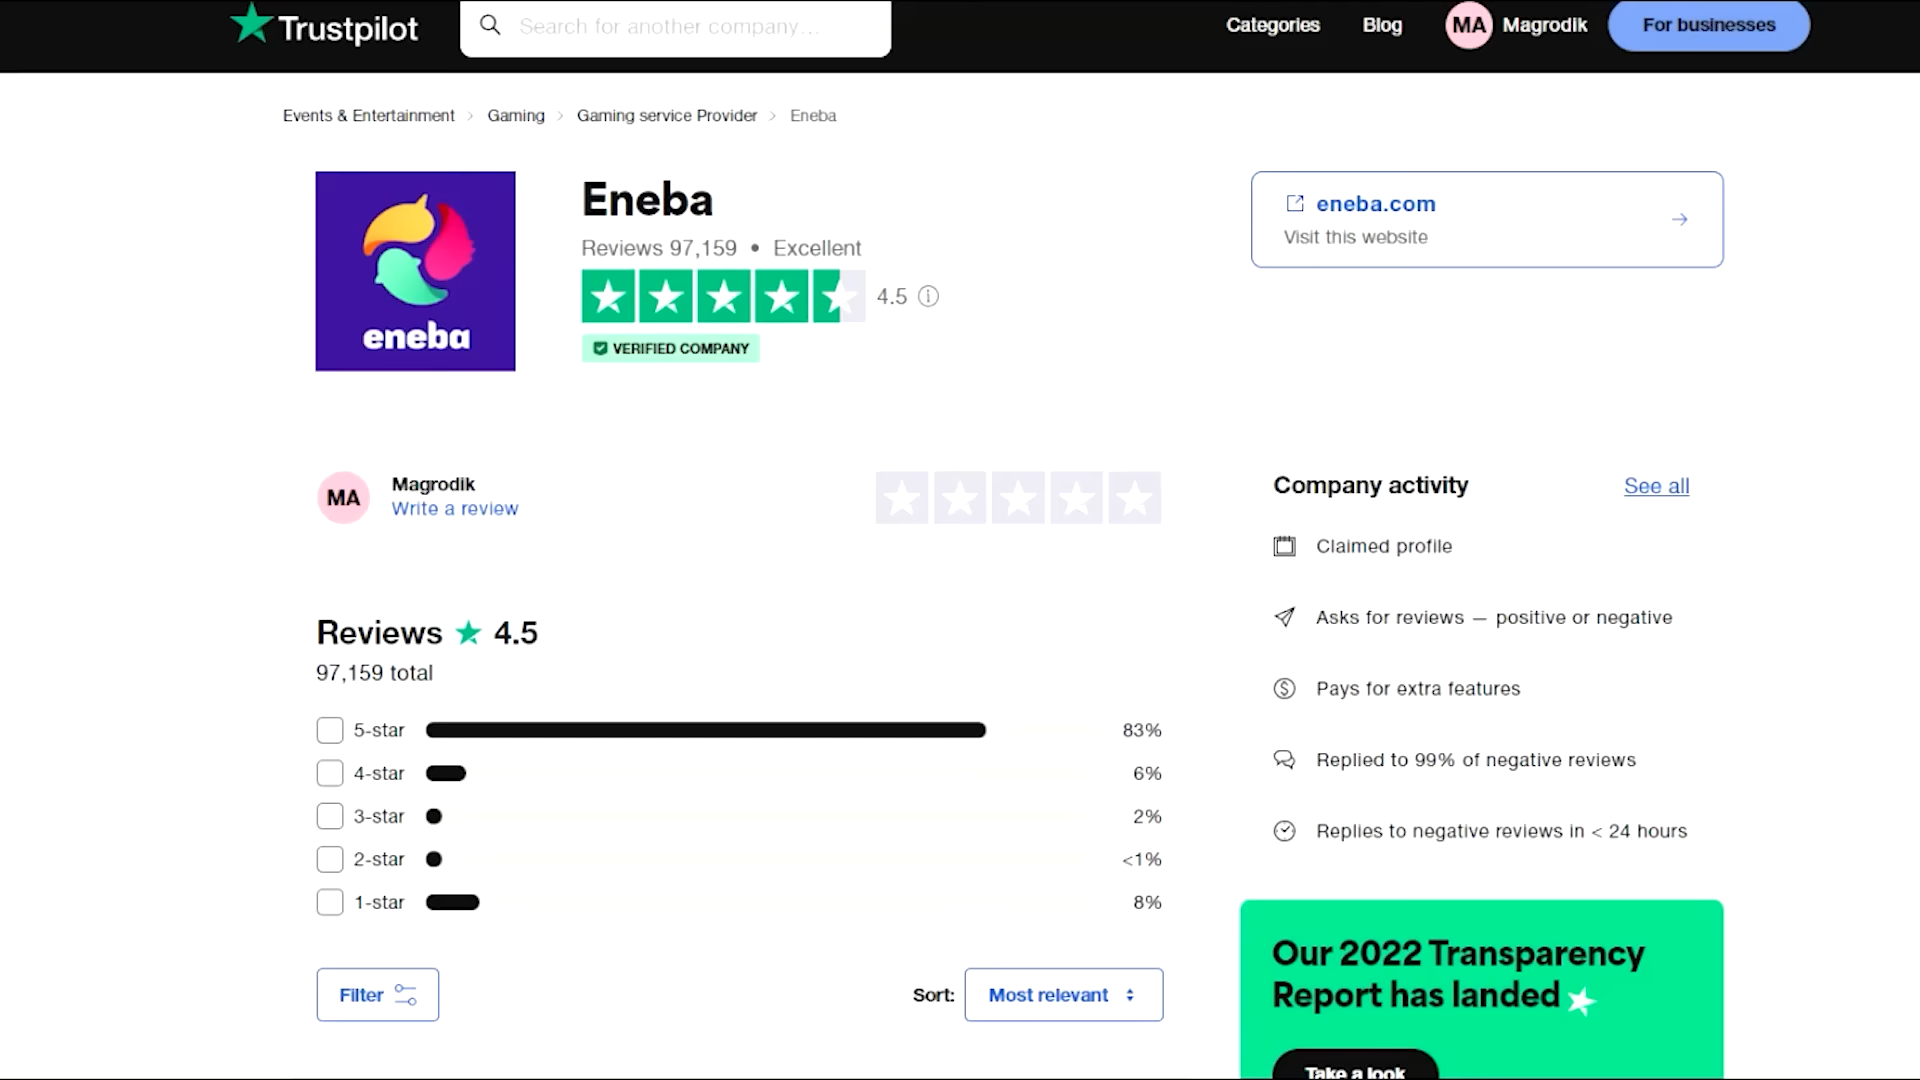 Trustpilot
Search for another company...
Categories
Blog
MA
Magrodik
For businesses
Events & Entertainment > Gaming > Gaming service Provider > Eneba
eneba
Eneba
Reviews 97,159 • Excellent
4.5
VERIFIED COMPANY
eneba.com
Visit this website
MA
Magrodik
Write a review
Reviews 4.5
97,159 total
5-star 83%
4-star 6%
3-star 2%
2-star <1%
1-star 8%
Filter
Sort: Most relevant
Company activity
See all
Claimed profile
Asks for reviews — positive or negative
Pays for extra features
Replied to 99% of negative reviews
Replies to negative reviews in < 24 hours
Our 2022 Transparency
Report has landed
Take a look